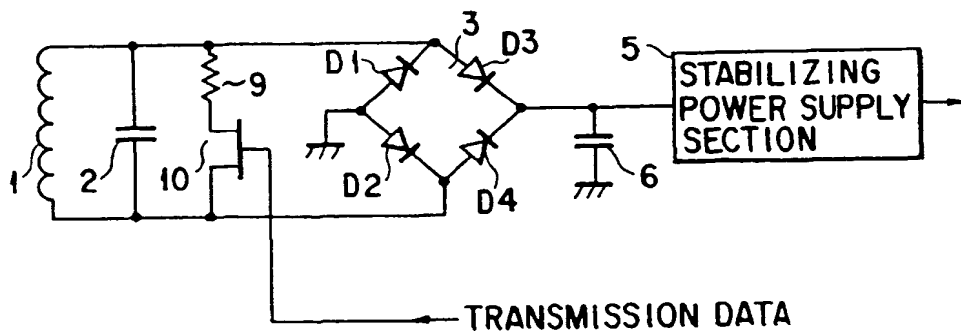 D1
3
D3
5
STABILIZING
POWER SUPPLY
SECTION
9
1
2
10
D2
D4
6
TRANSMISSION DATA